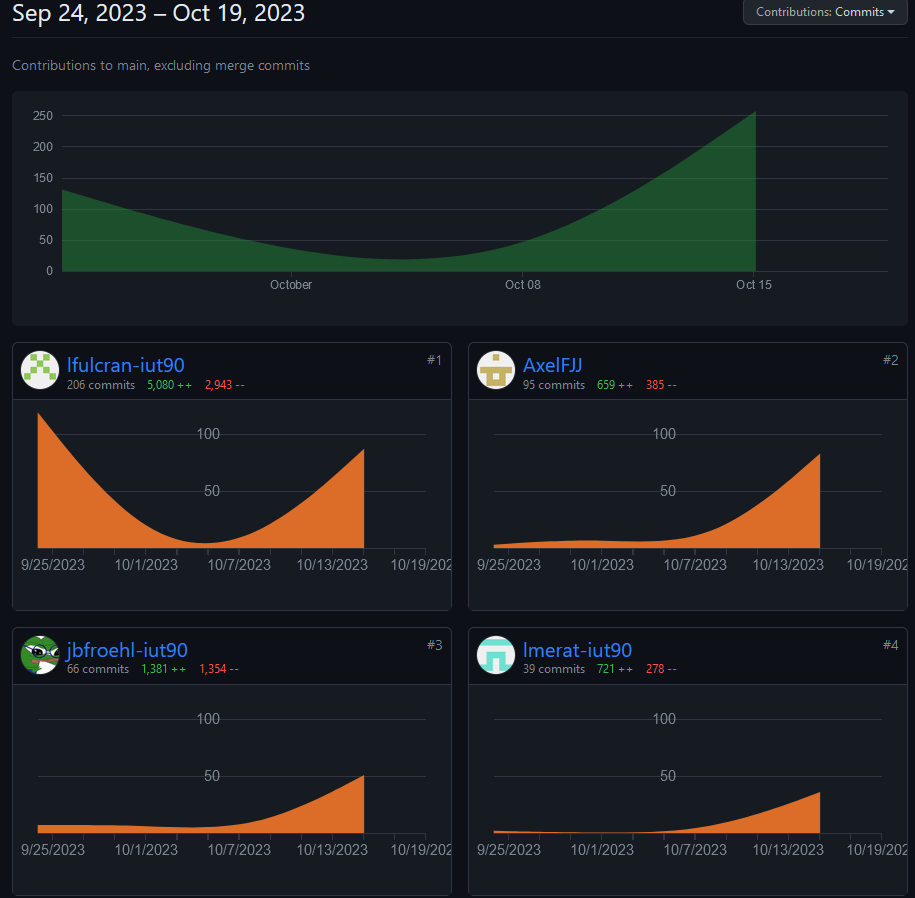 Sep 24, 2023 – Oct 19, 2023
Contributions: Commits
Contributions to main, excluding merge commits
250
200
150
100
50
0
October Oct 08 Oct 15
lfulcran-iut90 #1
206 commits 5,080 ++ 2,943 --
100
50
9/25/2023 10/1/2023 10/7/2023 10/13/2023 10/19/202
AxelFJJ #2
95 commits 659 ++ 385 --
100
50
9/25/2023 10/1/2023 10/7/2023 10/13/2023 10/19/202
jbfroehl-iut90 #3
66 commits 1,381 ++ 1,354 --
100
50
9/25/2023 10/1/2023 10/7/2023 10/13/2023 10/19/202
lmerat-iut90 #4
39 commits 721 ++ 278 --
100
50
9/25/2023 10/1/2023 10/7/2023 10/13/2023 10/19/202